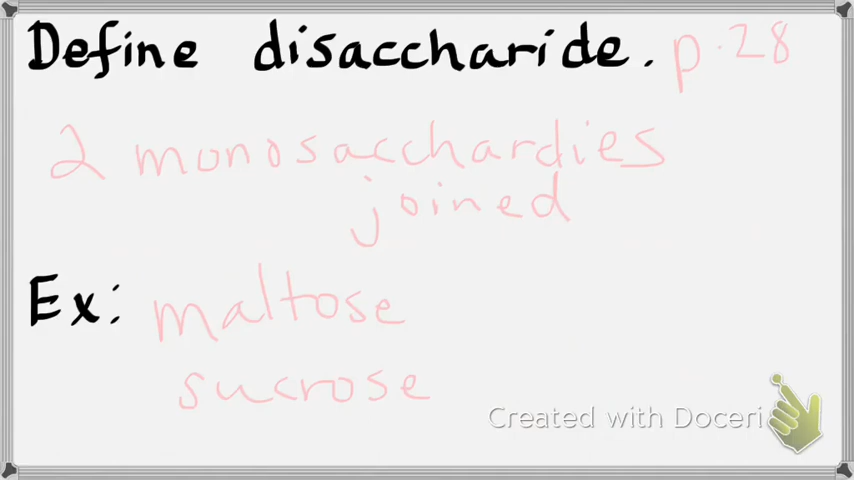 Define disaccharide. p.28
2 monosacchardies
joined
Ex: maltose
sucrose
Created with Doceri